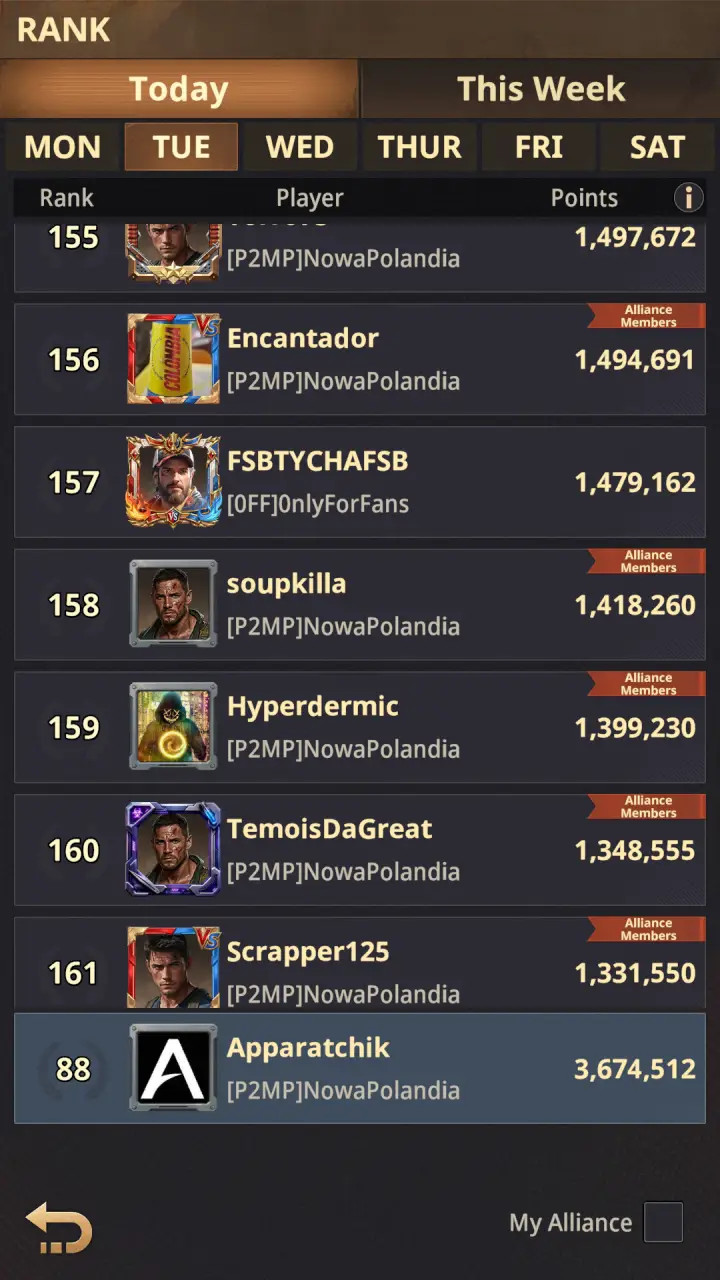 RANK
Today
This Week
MON
TUE
WED
THUR
FRI
SAT
Rank
Player
Points
155
[P2MP]NowaPolandia
1,497,672
Alliance
Members
156
VS
COLOMBIA
Encantador
[P2MP]NowaPolandia
1,494,691
157
VS
FSBTYCHAFSB
[0FF]0nlyForFans
1,479,162
Alliance
Members
158
soupkilla
[P2MP]NowaPolandia
1,418,260
Alliance
Members
159
Hyperdermic
[P2MP]NowaPolandia
1,399,230
Alliance
Members
160
TemoisDaGreat
[P2MP]NowaPolandia
1,348,555
Alliance
Members
161
VS
Scrapper125
[P2MP]NowaPolandia
1,331,550
88
A
Apparatchik
[P2MP]NowaPolandia
3,674,512
My Alliance